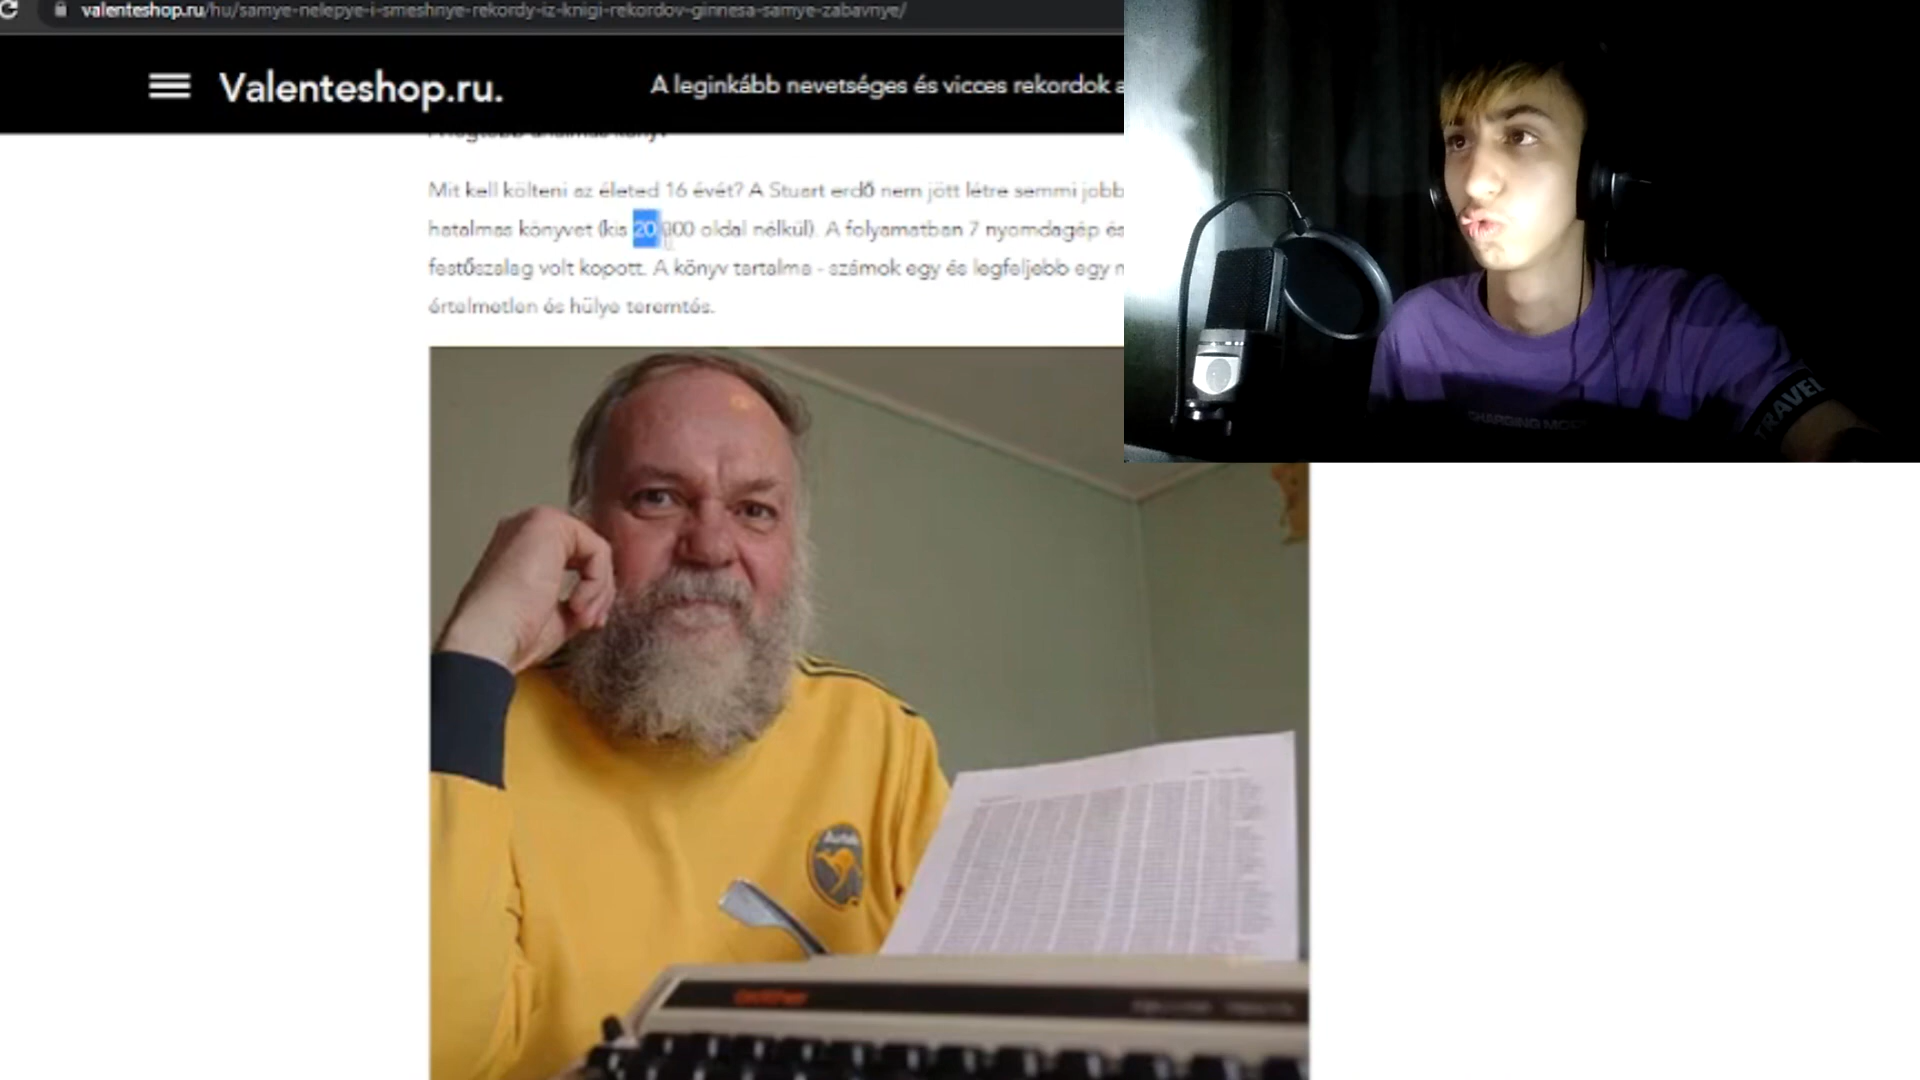 valenteshop.ru/hu/samye-nelepye-i-smeshnye-rekordy-iz-knigi-rekordov-ginnesa-samye-zabavnye/
Valenteshop.ru.
A leginkább nevetséges és vicces rekordok a
Mit kell költeni az életed 16 évét? A Stuart erdő nem jött létre semmi jobb
hatalmas könyvet (kis 20 000 oldal nélkül). A folyamatban 7 nyomdagép és
festőszalag volt kopott. A könyv tartalma - számok egy és legfeljebb egy
értelmetlen és hülye teremtés.
TRAVEL
CHARGING
brother